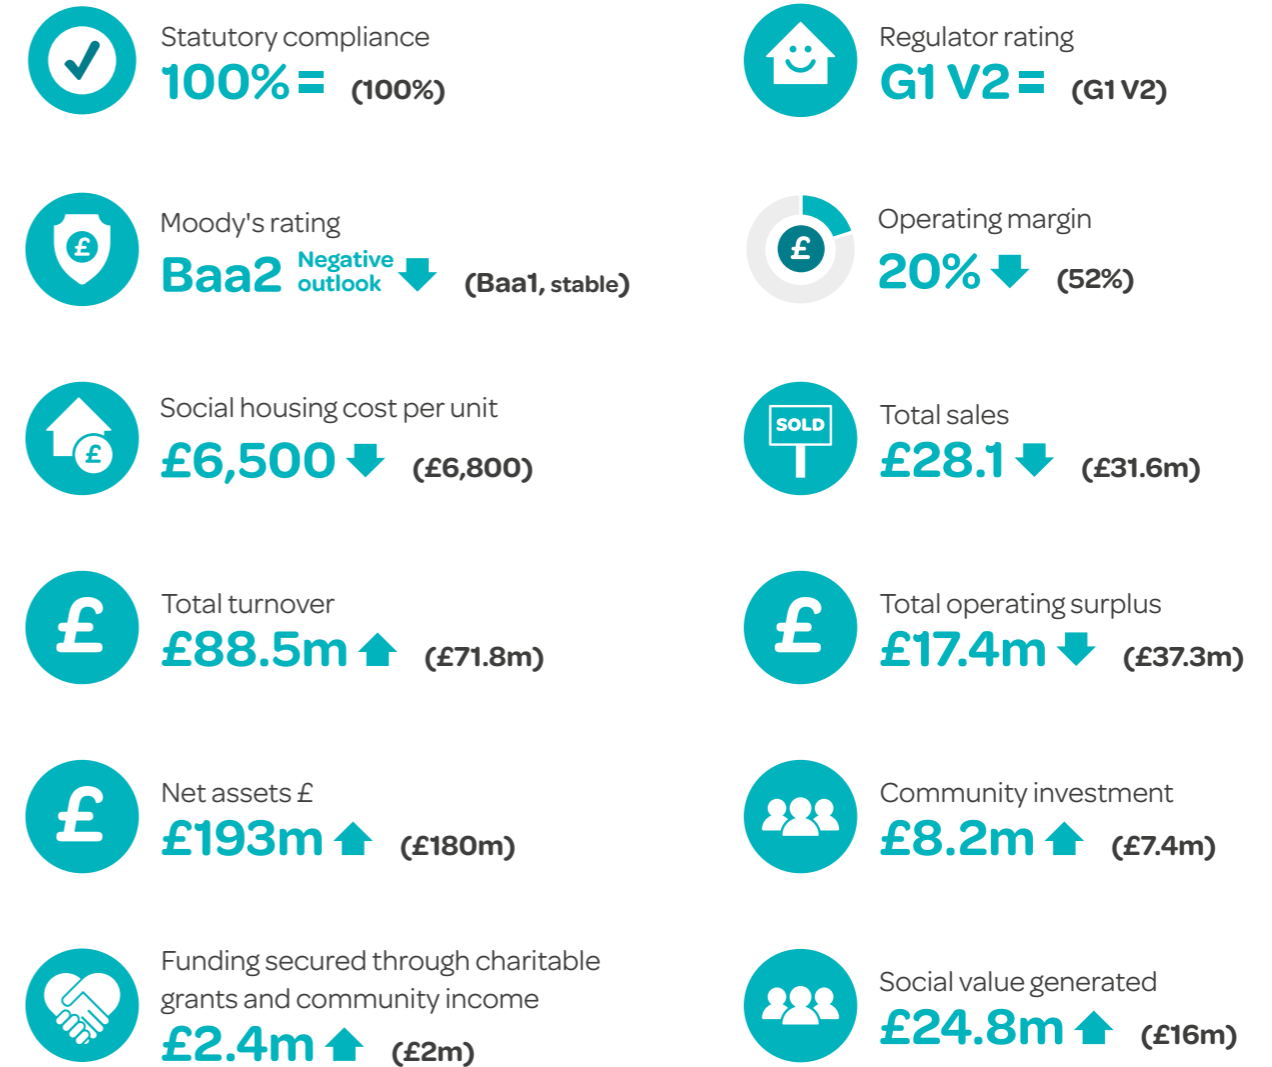 Statutory compliance
100% = (100%)
Regulator rating
G1 V2 = (G1 V2)
Moody's rating
Baa2 Negative outlook (Baa1, stable)
£
Operating margin
20% (52%)
£
Social housing cost per unit
£6,500 (£6,800)
£
Total sales
£28.1 (£31.6m)
SOLD
Total turnover
£88.5m (£71.8m)
£
Total operating surplus
£17.4m (£37.3m)
£
Net assets £
£193m (£180m)
£
Community investment
£8.2m (£7.4m)
Funding secured through charitable
grants and community income
£2.4m (£2m)
Social value generated
£24.8m (£16m)